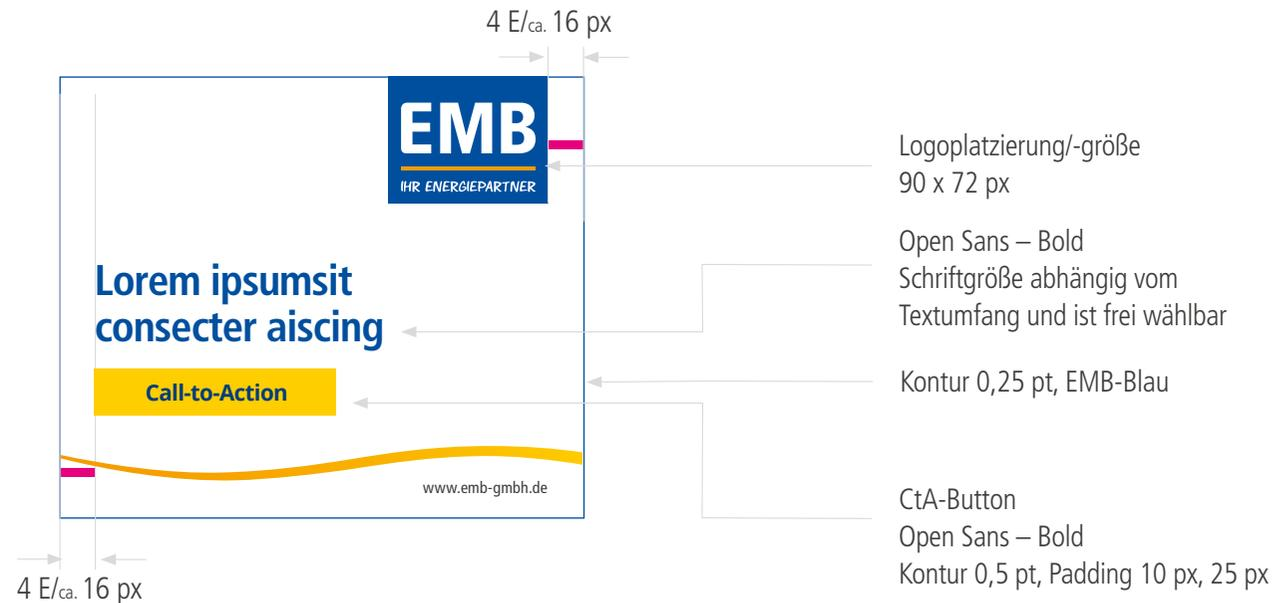 4 E/ca. 16 px
EMB
IHR ENERGIEPARTNER
Lorem ipsumsit
consecter aiscing
Call-to-Action
www.emb-gmbh.de
4 E/ca. 16 px
Logoplatzierung/-größe
90 x 72 px
Open Sans – Bold
Schriftgröße abhängig vom
Textumfang und ist frei wählbar
Kontur 0,25 pt, EMB-Blau
CtA-Button
Open Sans – Bold
Kontur 0,5 pt, Padding 10 px, 25 px